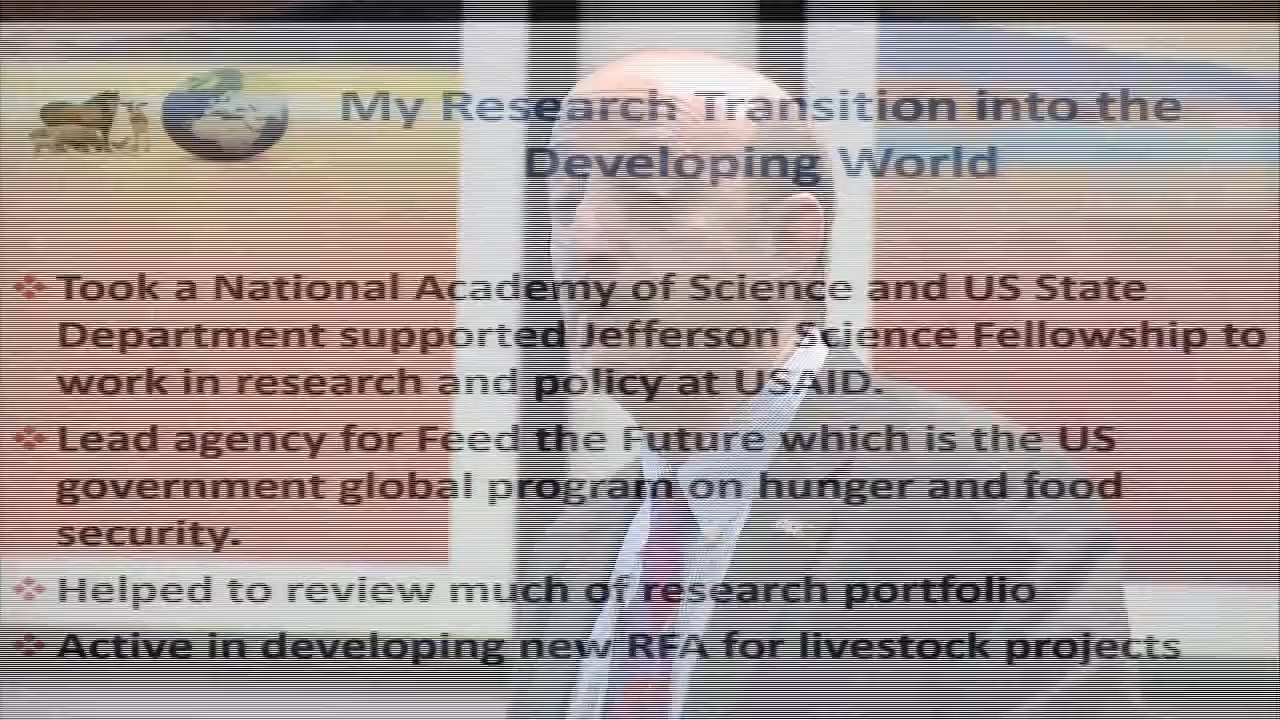 My Research Transition into the
Developing World
Took a National Academy of Science and US State
Department supported Jefferson Science Fellowship to
work in research and policy at USAID.
Lead agency for Feed the Future which is the US
government global program on hunger and food
security.
Helped to review much of research portfolio
Active in developing new RFA for livestock projects